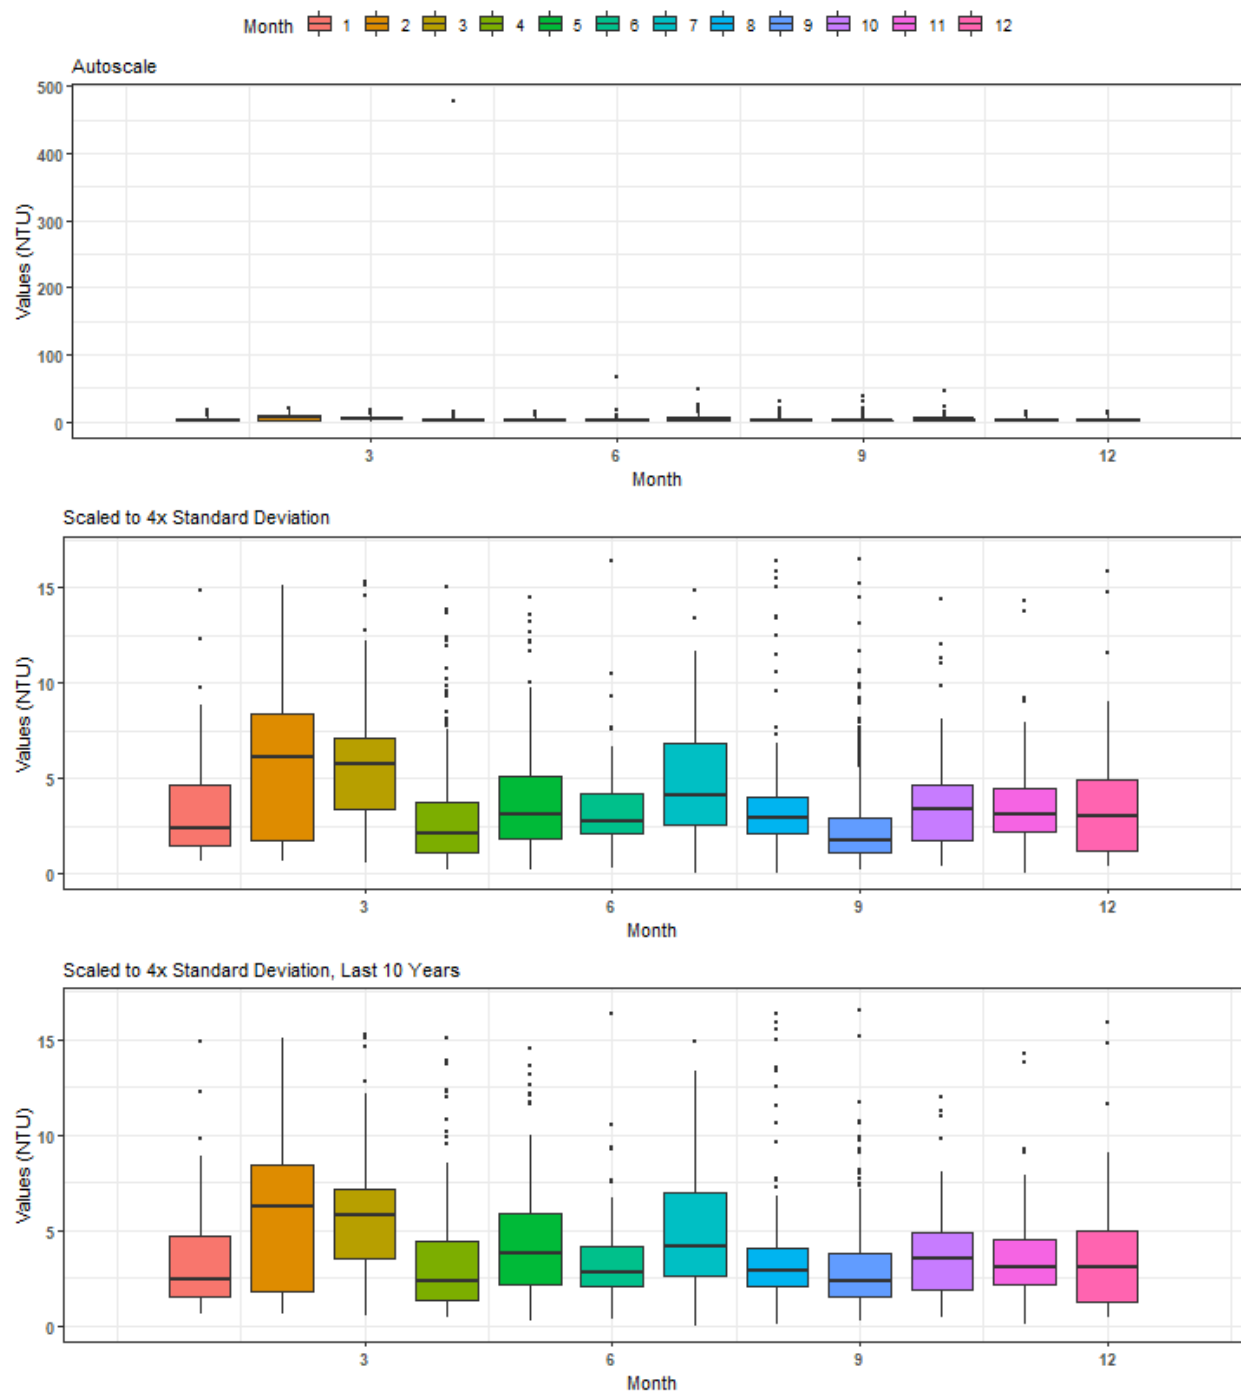 Month 1 2 3 4 5 6 7 8 9 10 11 12
Autoscale
Values (NTU)
500
400
300
200
100
0
3 6 9 12
Month
Scaled to 4x Standard Deviation
Values (NTU)
15
10
5
0
3 6 9 12
Month
Scaled to 4x Standard Deviation, Last 10 Years
Values (NTU)
15
10
5
0
3 6 9 12
Month